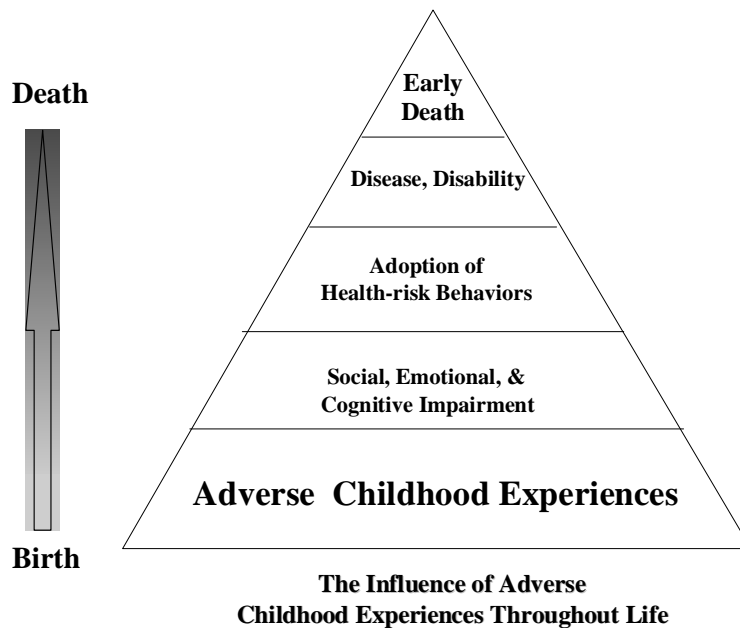 Death
Birth
Early
Death
Disease, Disability
Adoption of
Health-risk Behaviors
Social, Emotional, &
Cognitive Impairment
Adverse Childhood Experiences
The Influence of Adverse
Childhood Experiences Throughout Life